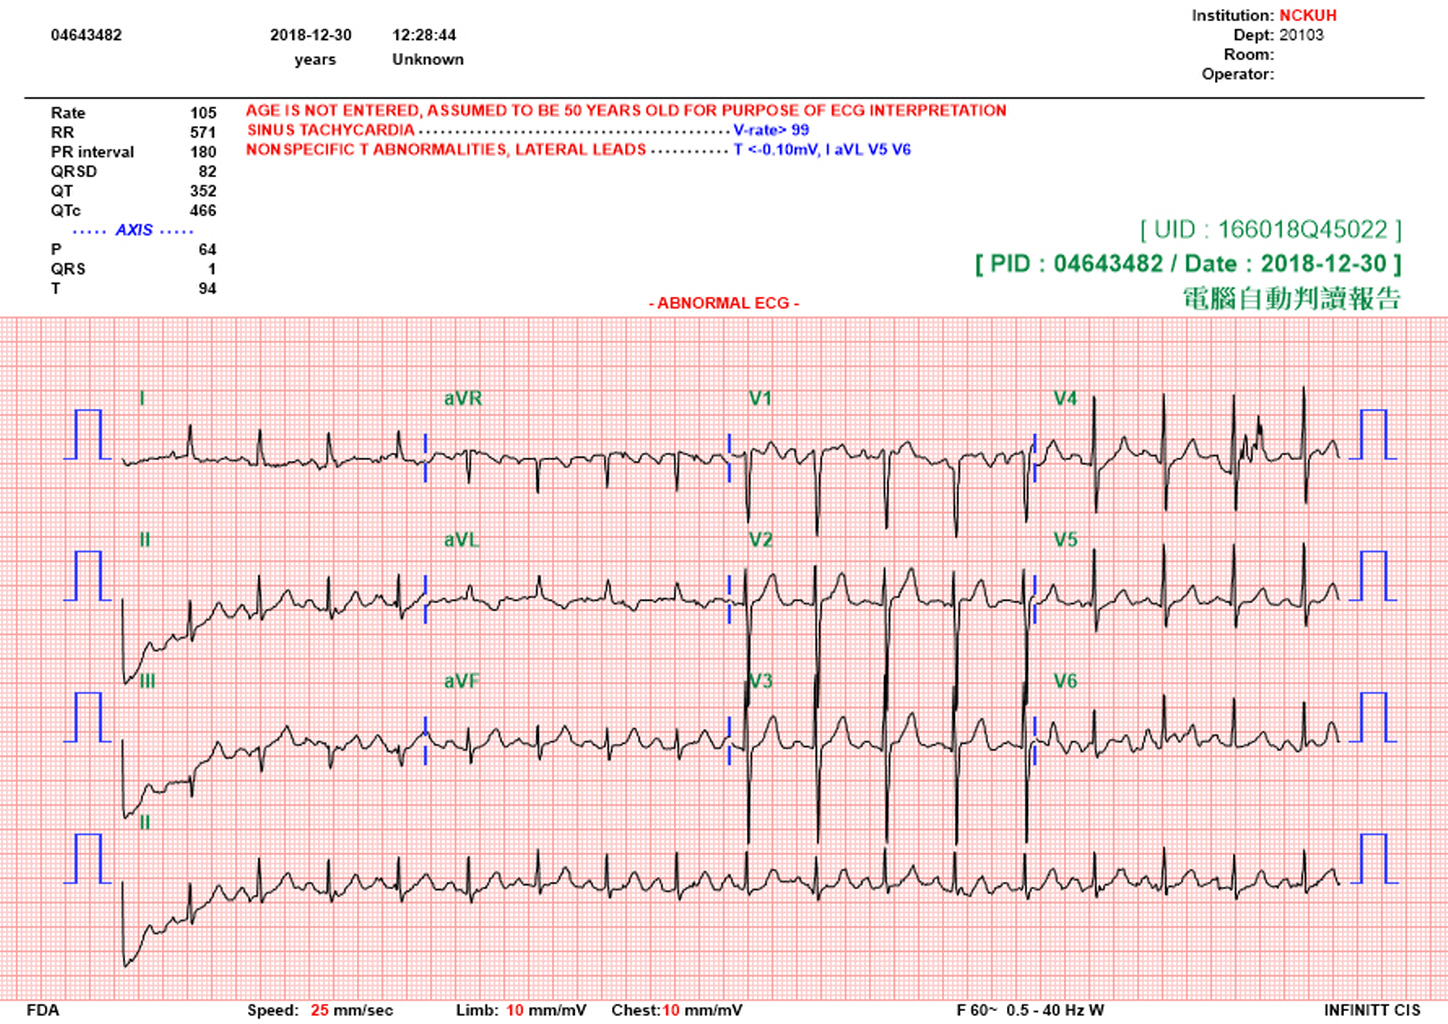 Institution: NCKUH
04643482 2018-12-30 12:28:44 Dept: 20103
years Unknown Room:
Operator:
Rate 105 AGE IS NOT ENTERED, ASSUMED TO BE 50 YEARS OLD FOR PURPOSE OF ECG INTERPRETATION
RR 571 SINUS TACHYCARDIA ........................................... V-rate> 99
PR interval 180 NONSPECIFIC T ABNORMALITIES, LATERAL LEADS ........... T <-0.10mV, I aVL V5 V6
QRSD 82
QT 352
QTc 466
..... AXIS .....
P 64
QRS 1
T 94
[ UID : 166018Q45022 ]
[ PID : 04643482 / Date : 2018-12-30 ]
電腦自動判讀報告
- ABNORMAL ECG -
I aVR V1 V4
II aVL V2 V5
III aVF V3 V6
II
FDA Speed: 25 mm/sec Limb: 10 mm/mV Chest:10 mm/mV F 60~ 0.5 - 40 Hz W INFINITT CIS